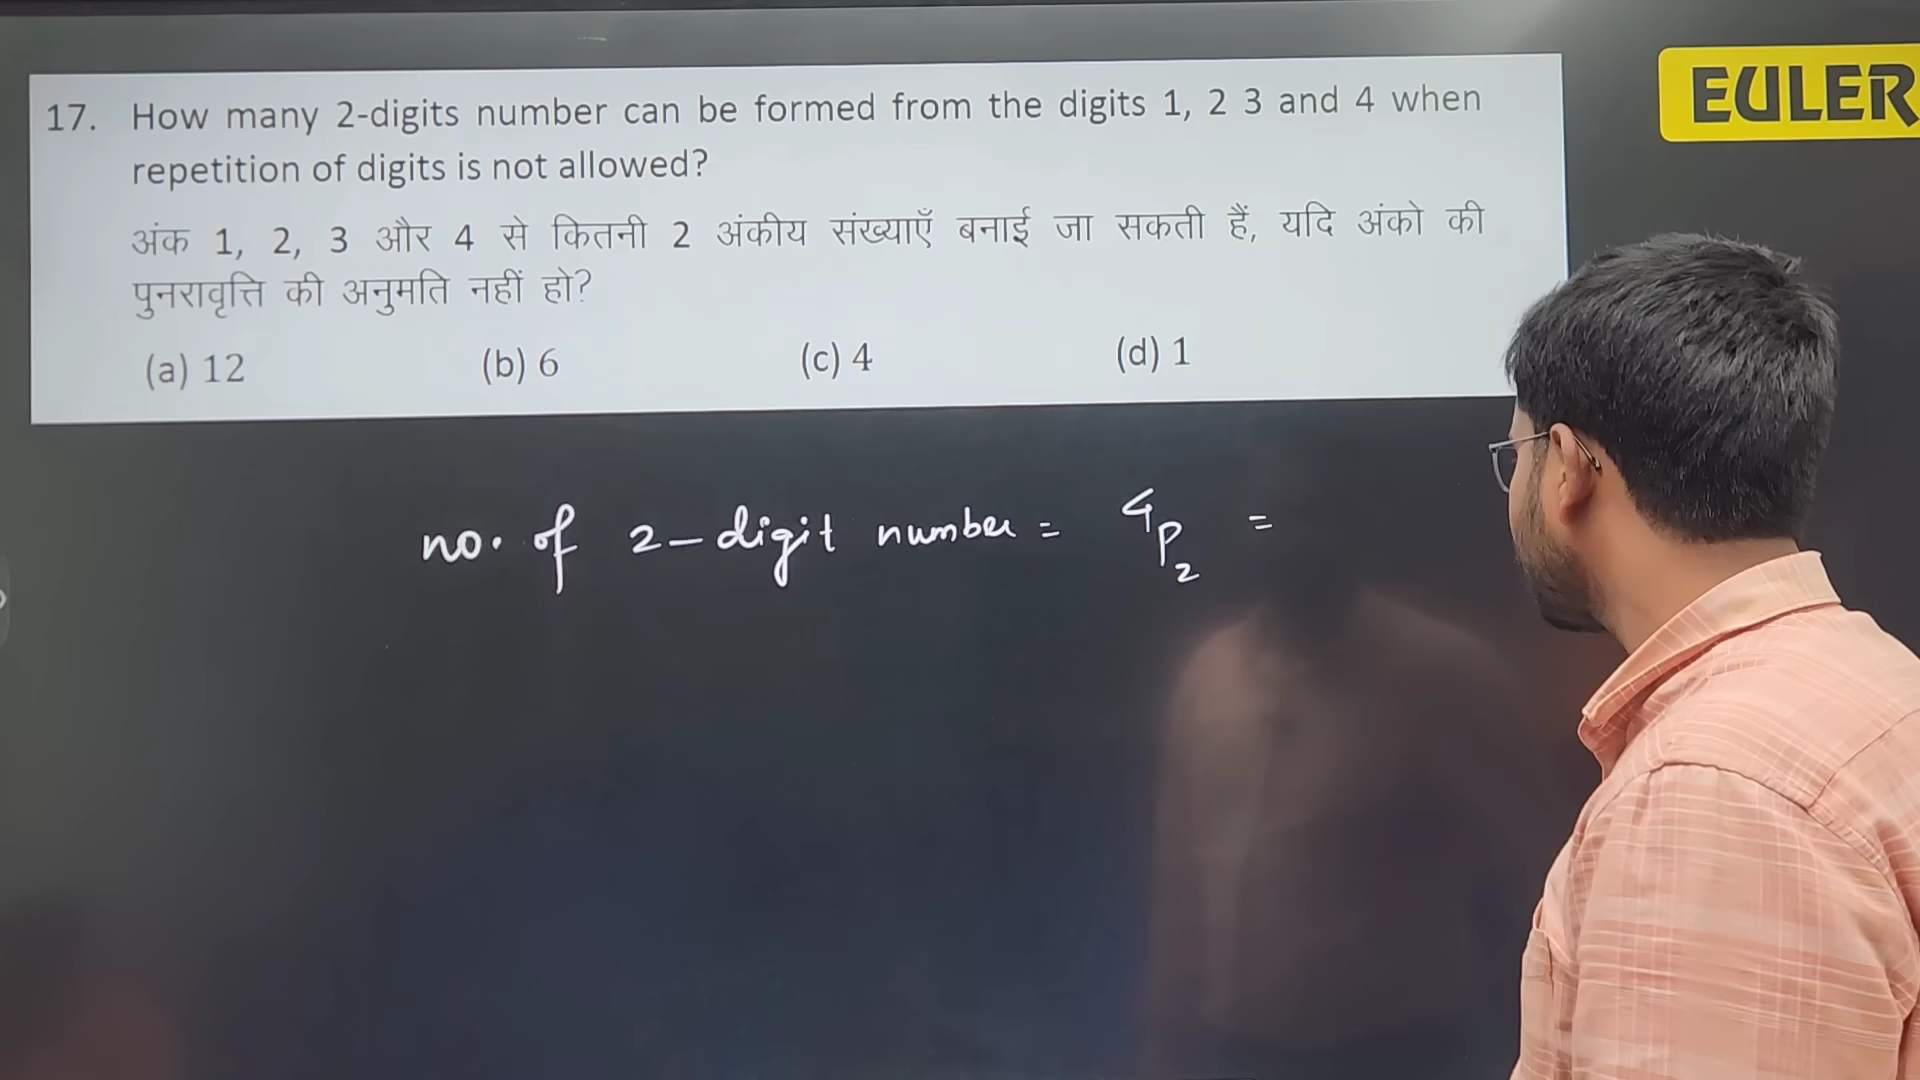 EULER
17. How many 2-digits number can be formed from the digits 1, 2 3 and 4 when
repetition of digits is not allowed?
अंक 1, 2, 3 और 4 से कितनी 2 अंकीय संख्याएँ बनाई जा सकती हैं, यदि अंको की
पुनरावृत्ति की अनुमति नहीं हो?
(a) 12 (b) 6 (c) 4 (d) 1
no. of 2-digit number = 4P2 =